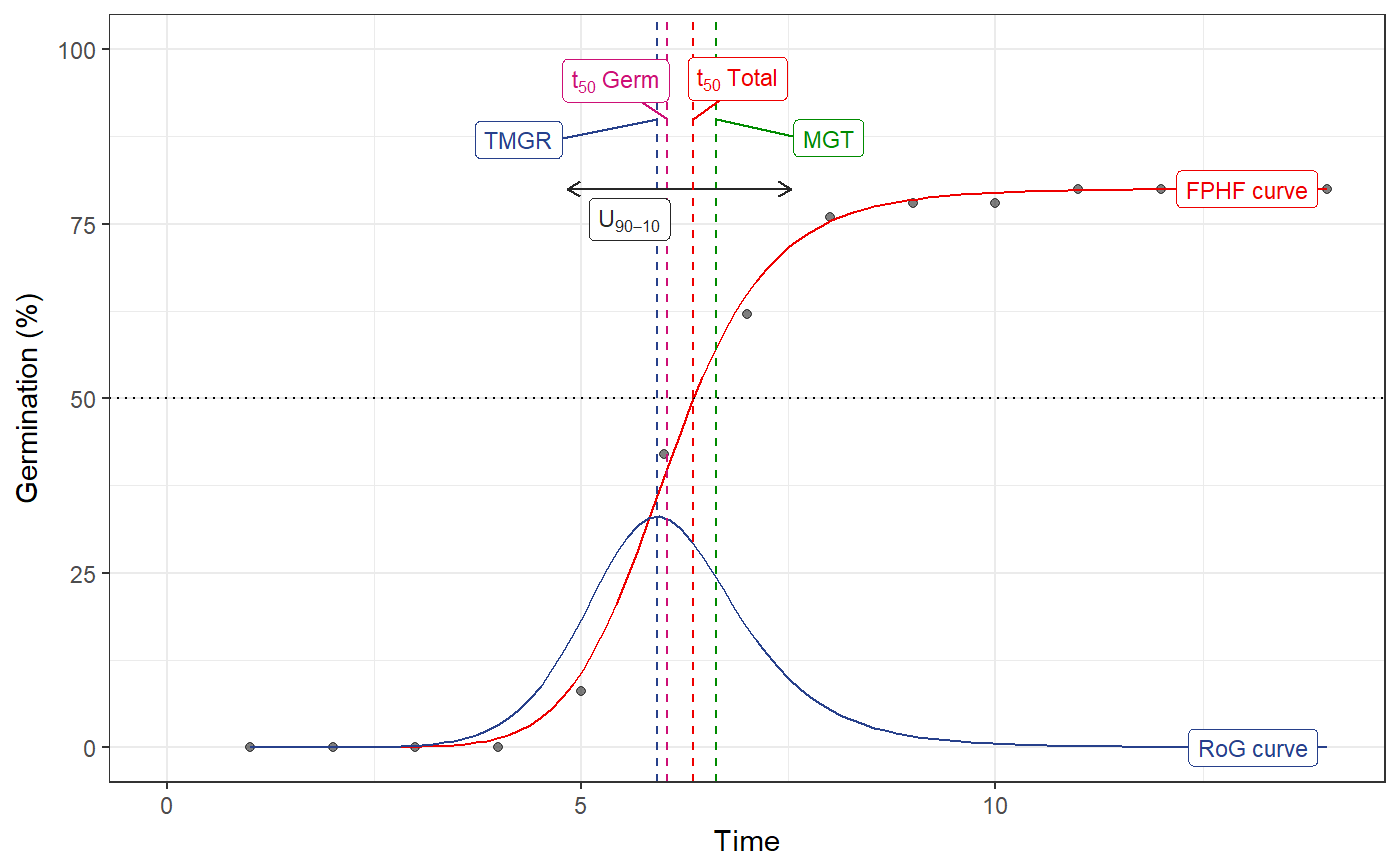 100
t50 Germ
t50 Total
TMGR
MGT
FPHF curve
75
U90−10
Germination (%)
50
25
0
RoG curve
0
5
10
Time